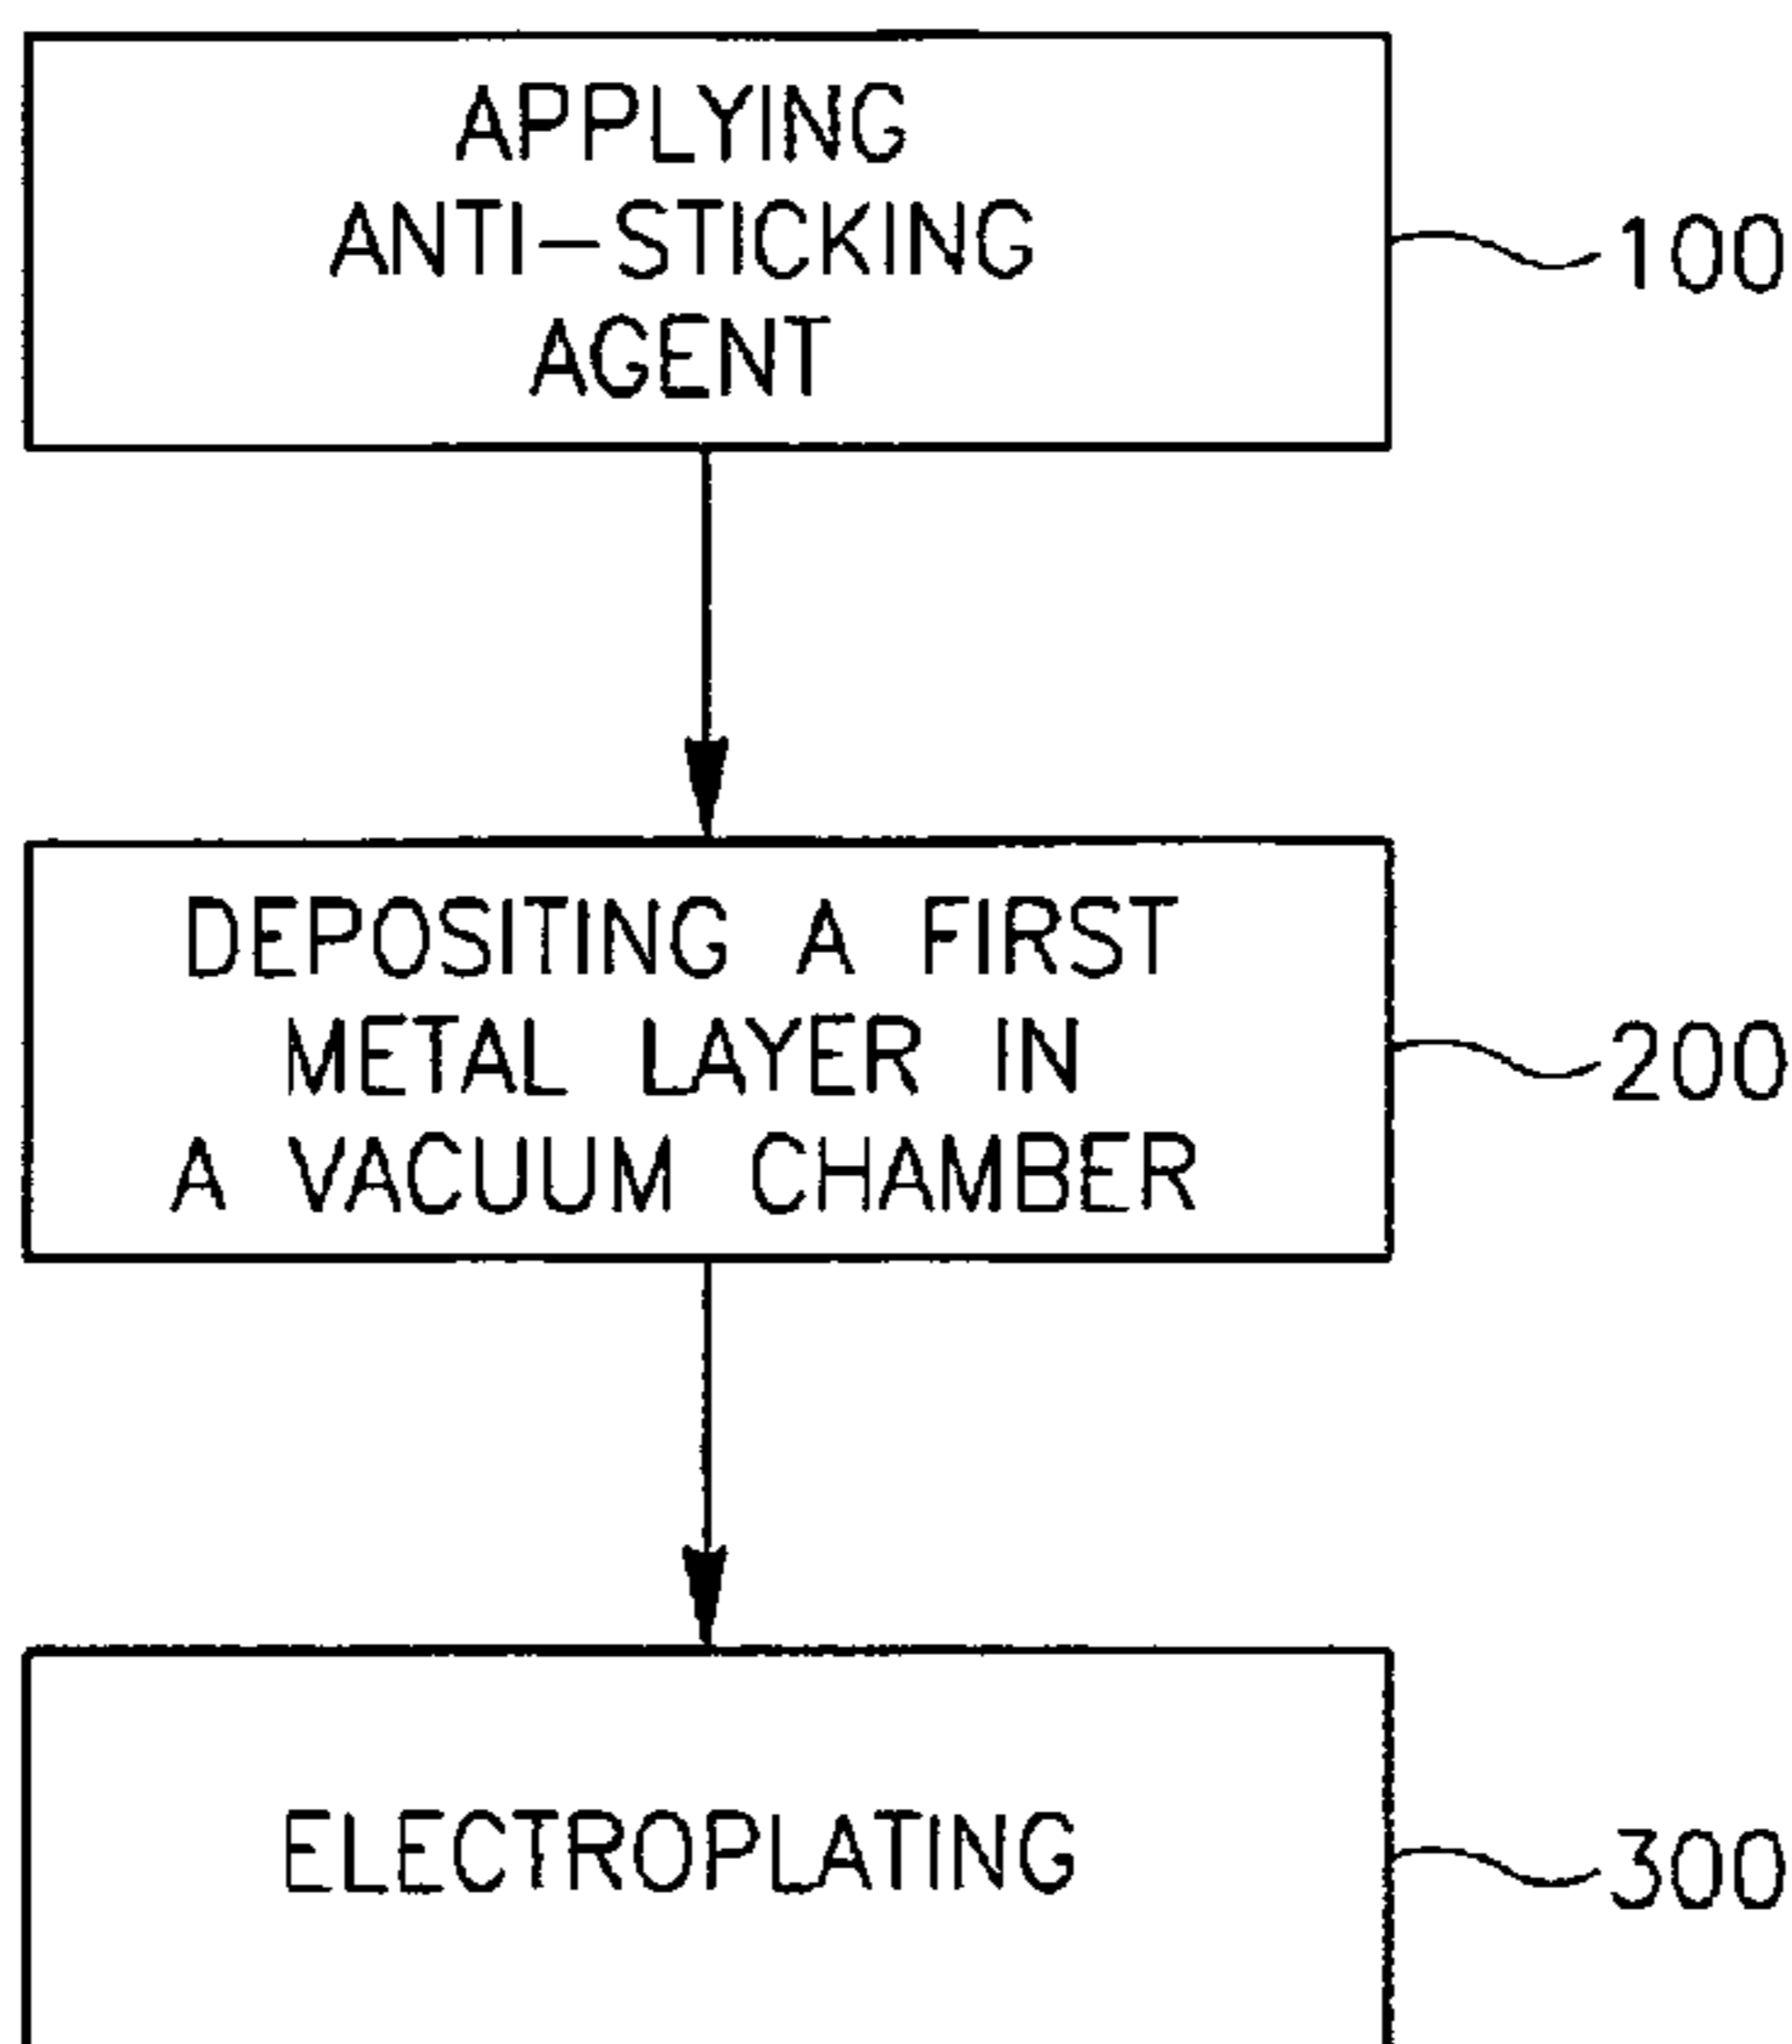 APPLYING
ANTI-STICKING
AGENT
100
DEPOSITING A FIRST
METAL LAYER IN
A VACUUM CHAMBER
200
ELECTROPLATING
300